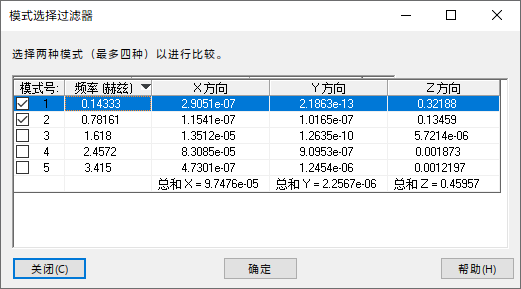 模式选择过滤器
选择两种模式（最多四种）以进行比较。
模式号: 频率 (赫兹) X 方向 Y 方向 Z 方向
1 0.14333 2.9051e-07 2.1863e-13 0.32188
2 0.78161 1.1541e-07 1.0165e-07 0.13459
3 1.618 1.3512e-05 1.2635e-10 5.7214e-06
4 2.4572 8.3085e-05 9.0953e-07 0.001873
5 3.415 4.7301e-07 1.2454e-06 0.0012197
总和 X = 9.7476e-05 总和 Y = 2.2567e-06 总和 Z = 0.45957
关闭(C) 确定 帮助(H)